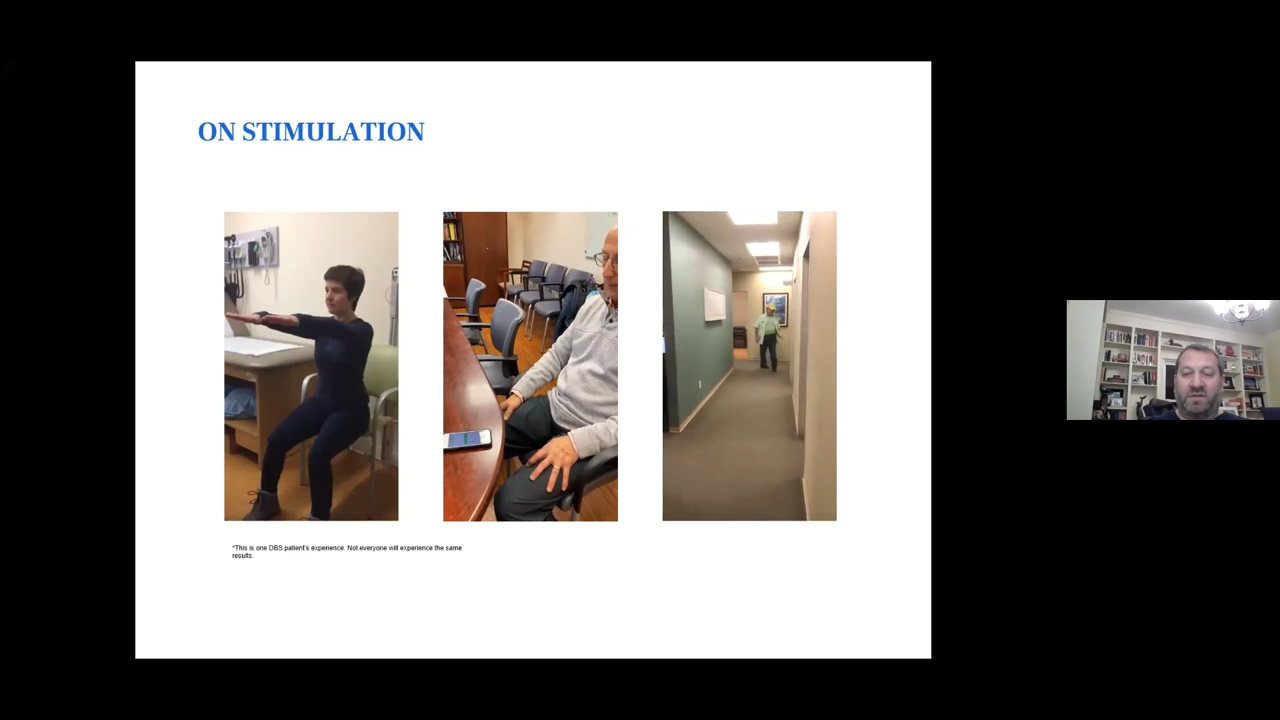 ON STIMULATION
*This is one DBS patient's experience. Not everyone will experience the same
results.